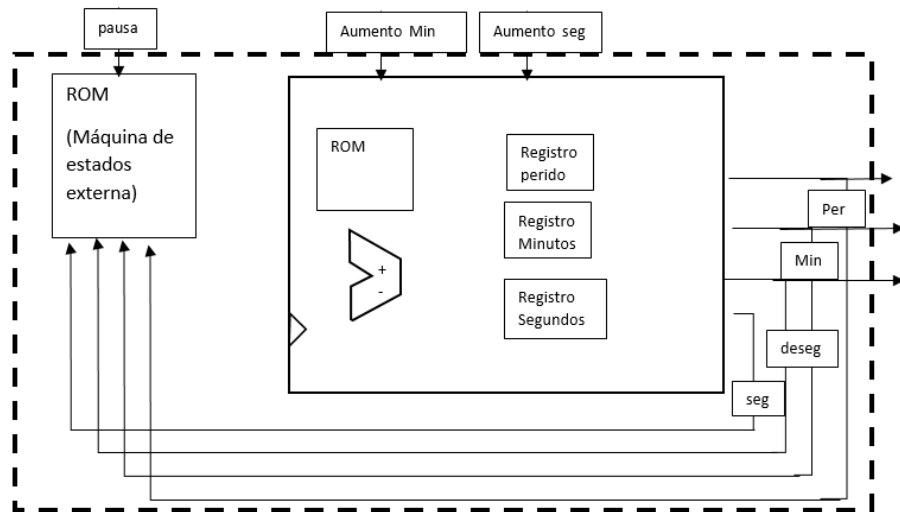 pausa
Aumento Min
Aumento seg
ROM
(Máquina de
estados
externa)
ROM
+
-
Registro
perido
Registro
Minutos
Registro
Segundos
Per
Min
deseg
seg